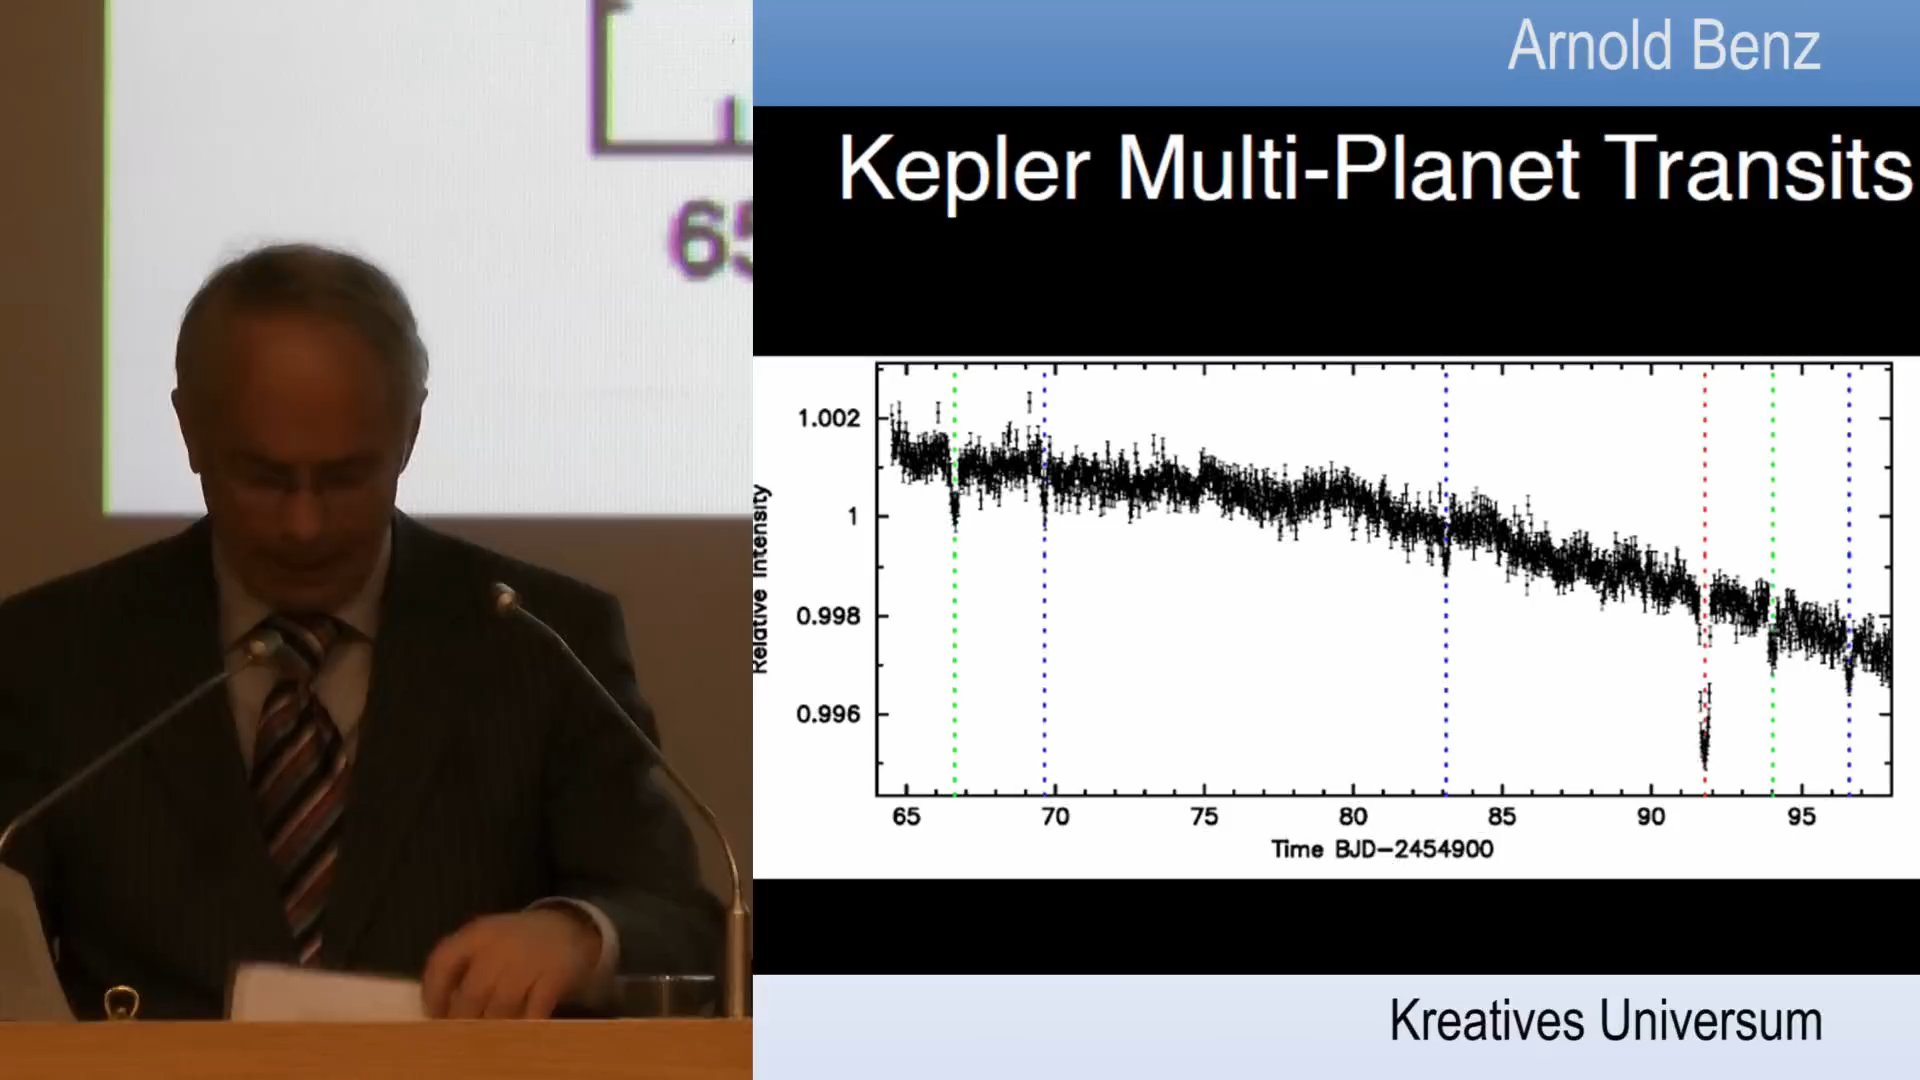 65
Arnold Benz
Kepler Multi-Planet Transits
1.002
1
0.998
0.996
Relative Intensity
65 70 75 80 85 90 95
Time BJD-2454900
Kreatives Universum